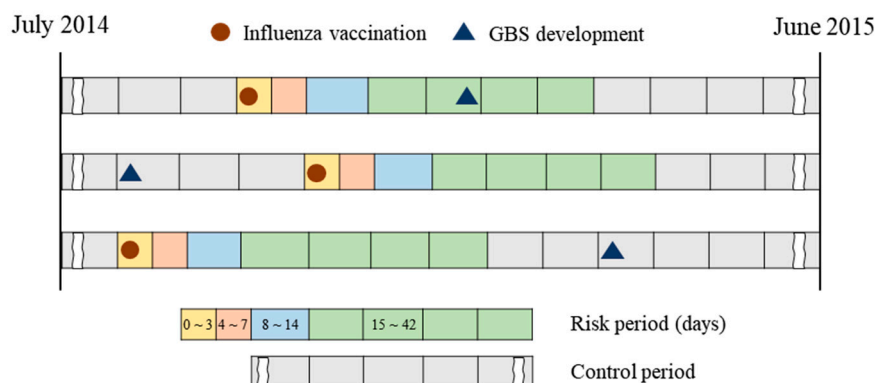 July 2014
Influenza vaccination
GBS development
June 2015
0 ~ 3
4 ~ 7
8 ~ 14
15 ~ 42
Risk period (days)
Control period